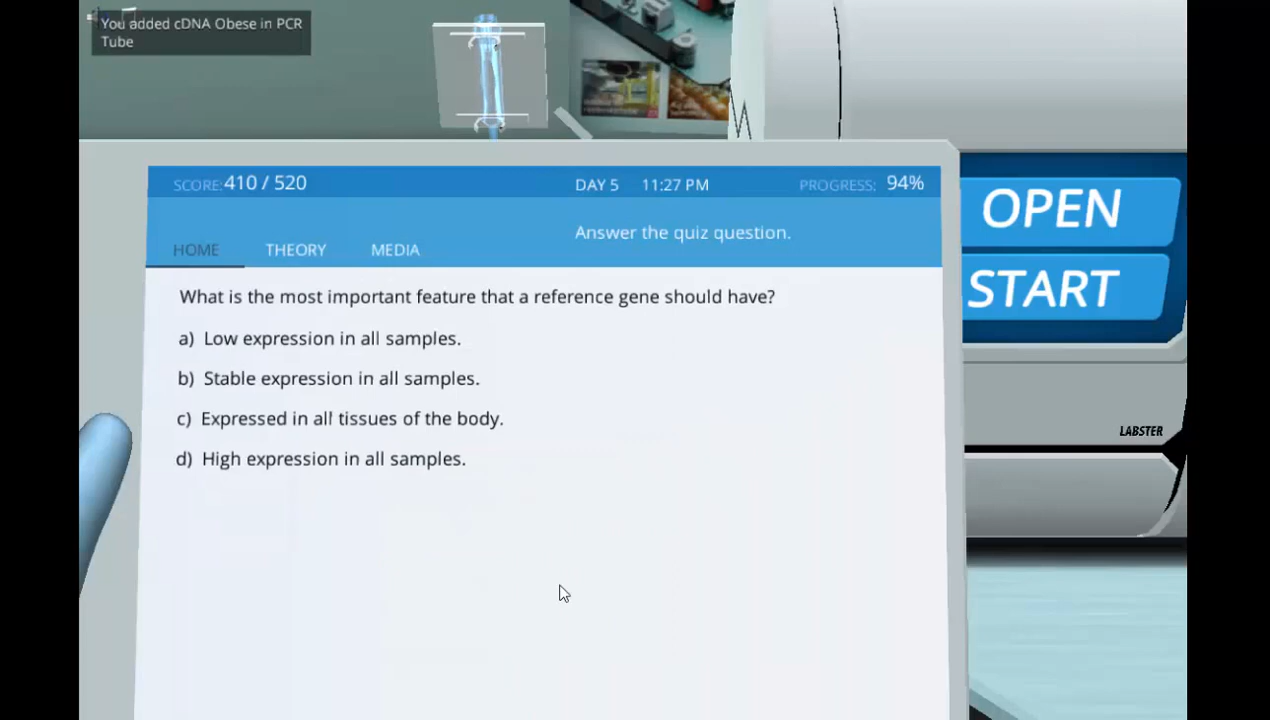 You added cDNA Obese in PCR
Tube
SCORE: 410 / 520
DAY 5 11:27 PM
PROGRESS: 94%
Answer the quiz question.
HOME THEORY MEDIA
What is the most important feature that a reference gene should have?
a) Low expression in all samples.
b) Stable expression in all samples.
c) Expressed in all tissues of the body.
d) High expression in all samples.
OPEN
START
LABSTER